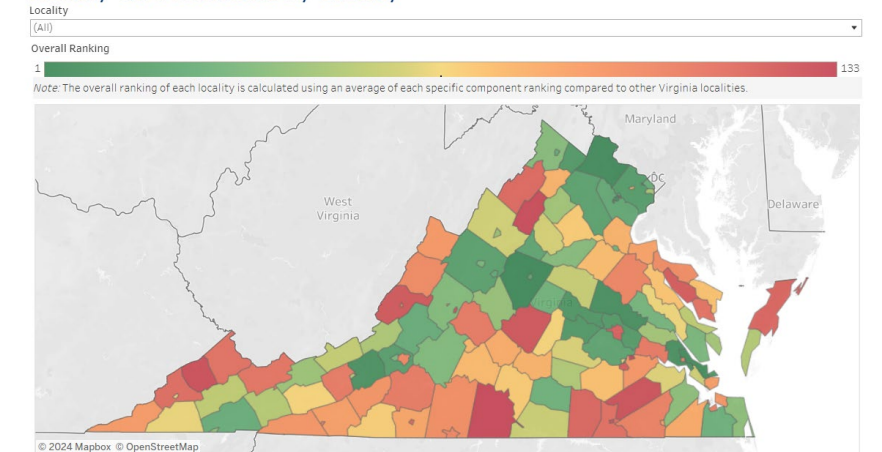 Locality
(All)
Overall Ranking
1
133
Note: The overall ranking of each locality is calculated using an average of each specific component ranking compared to other Virginia localities.
Maryland
DC
West
Virginia
Delaware
Virginia
© 2024 Mapbox © OpenStreetMap